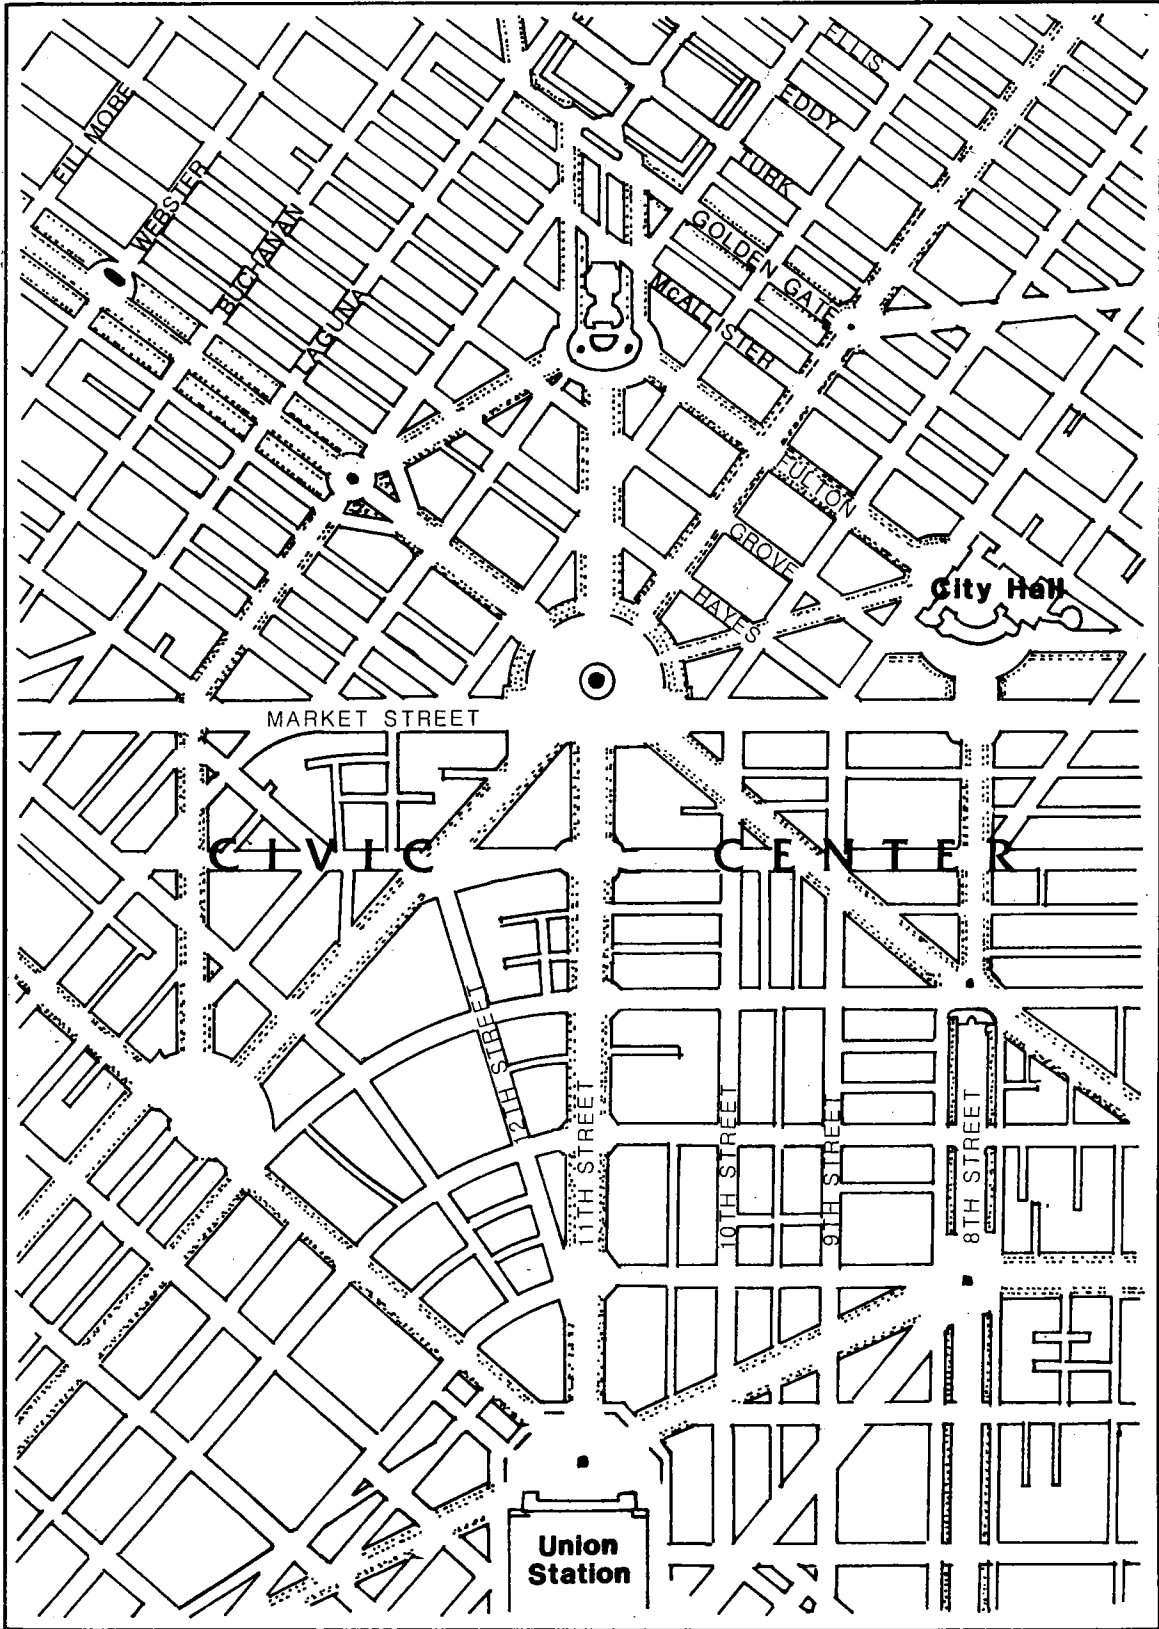 ELLIS
EDDY
TURK
GOLDEN GATE
McALLISTER
FILLMORE
WEBSTER
BUCHANAN
LAGUNA
FULTON
GROVE
HAYES
City Hall
MARKET STREET
CIVIC CENTER
12TH STREET
11TH STREET
10TH STREET
9TH STREET
8TH STREET
Union
Station